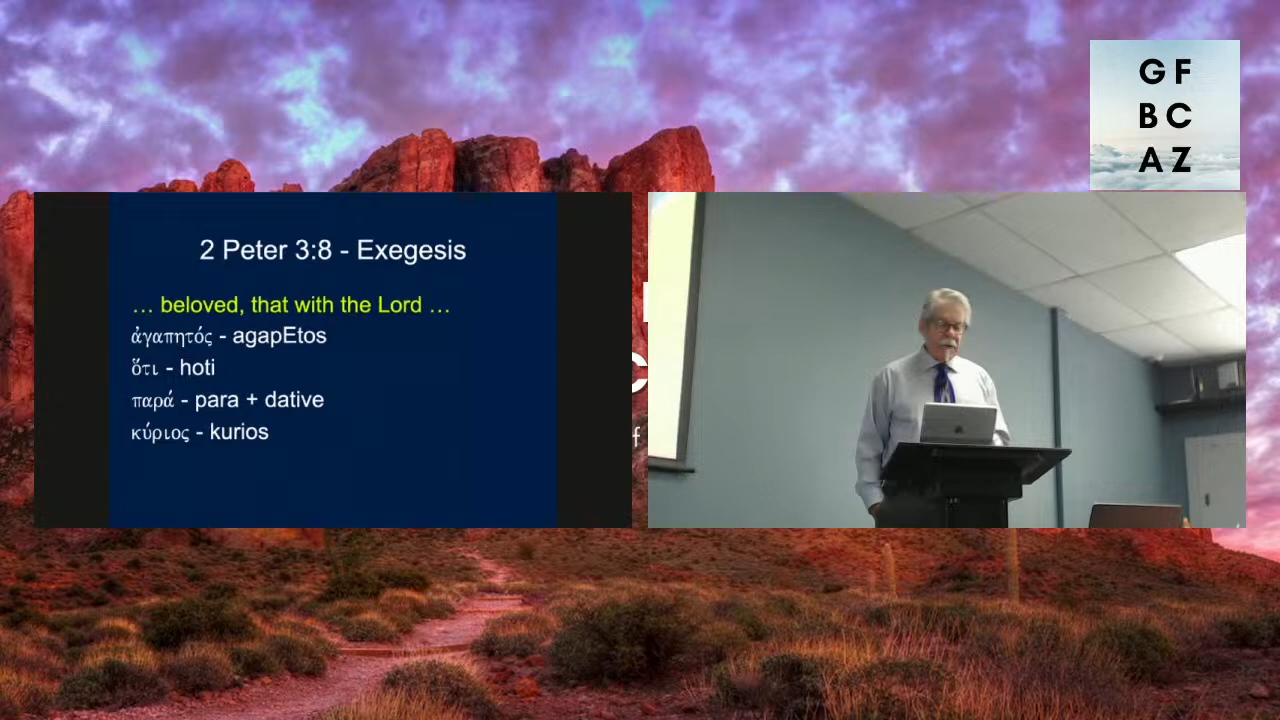 G F
B C
A Z
2 Peter 3:8 - Exegesis
… beloved, that with the Lord …
ἀγαπητός - agapEtos
ὅτι - hoti
παρά - para + dative
κύριος - kurios